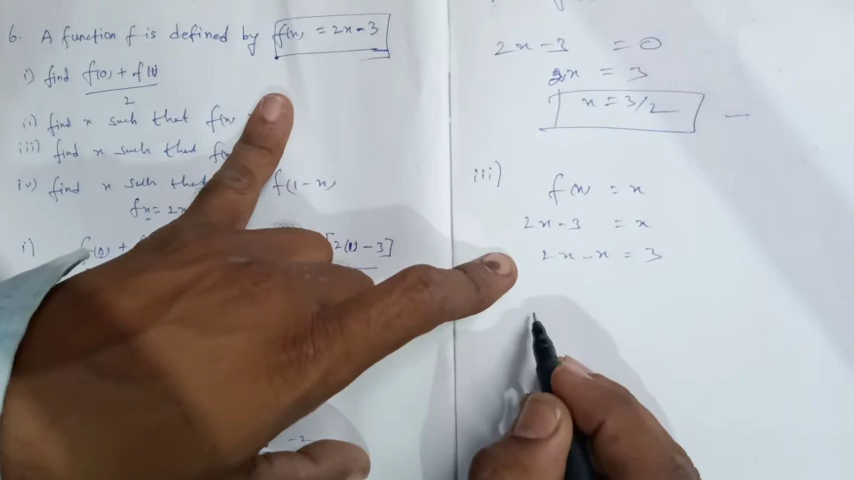 6. A function f is defined by f(x) = 2x - 3
i) find f(0) + f(1)
2
ii) find x such that f(x)
iii) find x such that
iv) find x such that f(1-x)
fx = 2x
i) f(0) + [2(1) - 3]
-2
2x - 3 = 0
2x = 3
x = 3/2
iii) f(x) = x
2x - 3 = x
2x - x = 3